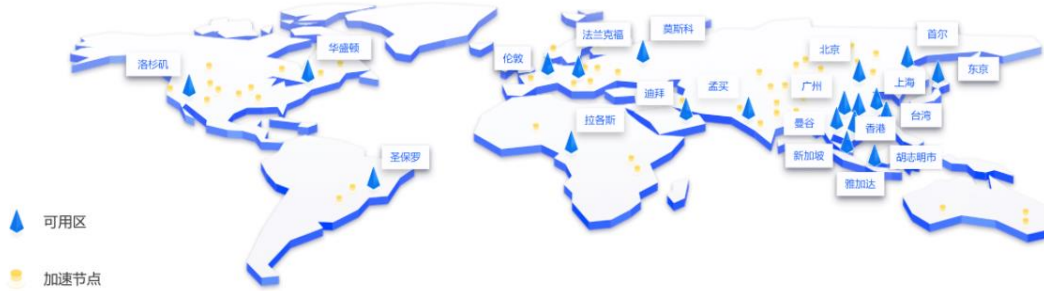 莫斯科
法兰克福
首尔
华盛顿
北京
伦敦
洛杉矶
东京
孟买
广州
上海
迪拜
拉各斯
曼谷
台湾
香港
圣保罗
新加坡
胡志明市
雅加达
可用区
加速节点